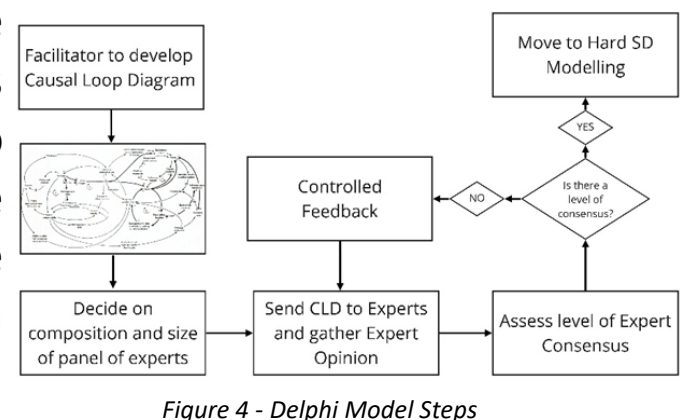 Facilitator to develop
Causal Loop Diagram
Decide on
composition and size
of panel of experts
Send CLD to Experts
and gather Expert
Opinion
Controlled
Feedback
Assess level of Expert
Consensus
Is there a
level of
consensus?
NO
YES
Move to Hard SD
Modelling
Figure 4 - Delphi Model Steps